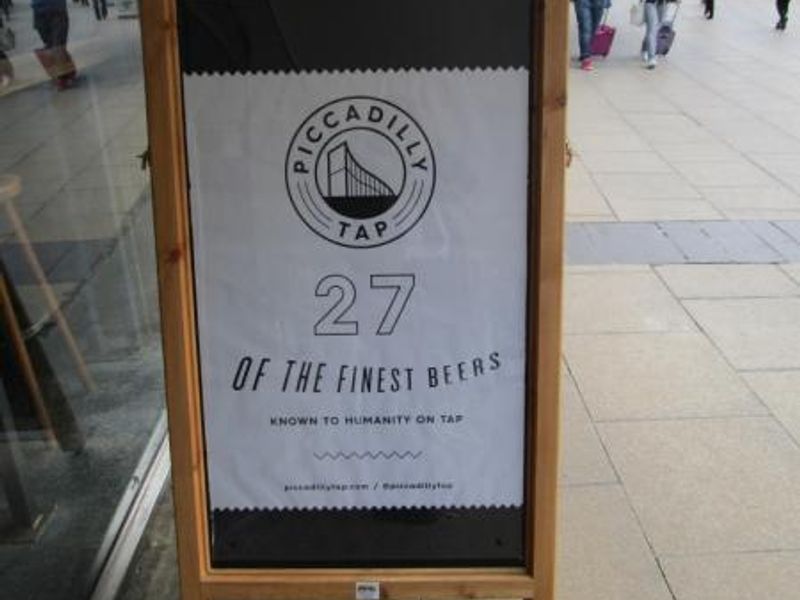 PICCADILLY
TAP
27
OF THE FINEST BEERS
KNOWN TO HUMANITY ON TAP
piccadillytap.com / @piccadillytap